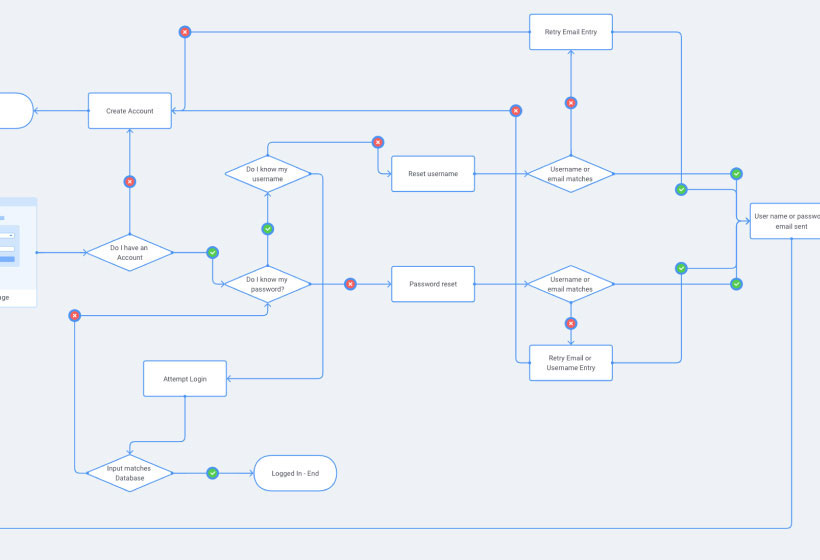 Retry Email Entry
Create Account
Do I know my
username
Reset username
Username or
email matches
User name or
email sent
Do I have an
Account
Do I know my
password?
Password reset
Username or
email matches
Retry Email or
Username Entry
Attempt Login
Input matches
Database
Logged In - End